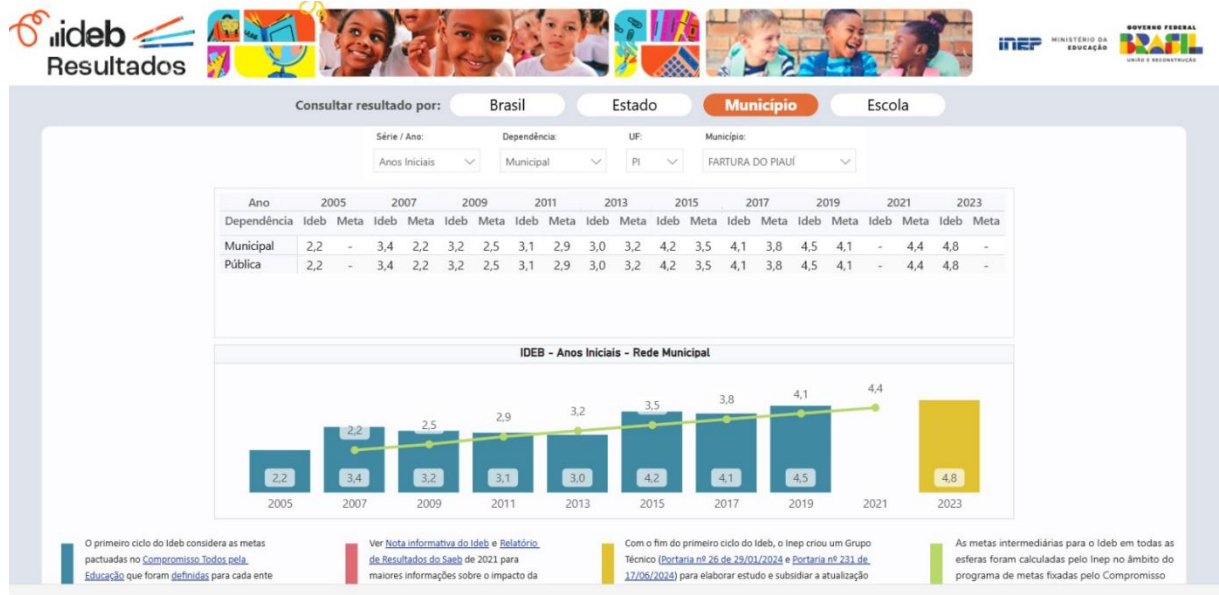 ideb
Resultados
inep
MINISTÉRIO DA
EDUCAÇÃO
GOVERNO FEDERAL
BRASIL
UNIÃO E RECONSTRUÇÃO
Consultar resultado por: Brasil Estado Município Escola
Série / Ano: Dependência: UF: Município:
Anos Iniciais Municipal PI FARTURA DO PIAUÍ
Ano 2005 2007 2009 2011 2013 2015 2017 2019 2021 2023
Dependência Ideb Meta Ideb Meta Ideb Meta Ideb Meta Ideb Meta Ideb Meta Ideb Meta Ideb Meta Ideb Meta Ideb Meta
Municipal 2,2 - 3,4 2,2 3,2 2,5 3,1 2,9 3,0 3,2 4,2 3,5 4,1 3,8 4,5 4,1 - 4,4 4,8 -
Pública 2,2 - 3,4 2,2 3,2 2,5 3,1 2,9 3,0 3,2 4,2 3,5 4,1 3,8 4,5 4,1 - 4,4 4,8 -
IDEB - Anos Iniciais - Rede Municipal
2,2 2,5 2,9 3,2 3,5 3,8 4,1 4,4
2,2 3,4 3,2 3,1 3,0 4,2 4,1 4,5 4,8
2005 2007 2009 2011 2013 2015 2017 2019 2021 2023
O primeiro ciclo do Ideb considera as metas
pactuadas no Compromisso Todos pela
Educação que foram definidas para cada ente
Ver Nota informativa do Ideb e Relatório
de Resultados do Saeb de 2021 para
maiores informações sobre o impacto da
Com o fim do primeiro ciclo do Ideb, o Inep criou um Grupo
Técnico (Portaria nº 26 de 29/01/2024 e Portaria nº 231 de
17/06/2024) para elaborar estudo e subsidiar a atualização
As metas intermediárias para o Ideb em todas as
esferas foram calculadas pelo Inep no âmbito do
programa de metas fixadas pelo Compromisso